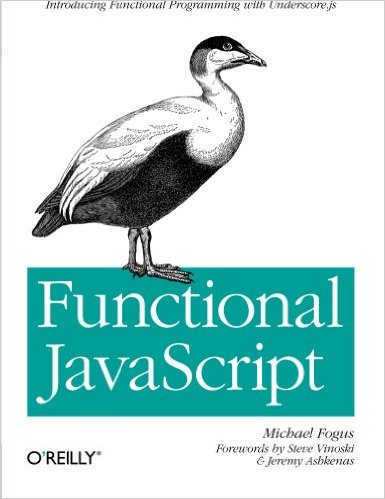 Introducing Functional Programming with Underscore.js
Functional
JavaScript
Michael Fogus
Forewords by Steve Vinoski
& Jeremy Ashkenas
O'REILLY®